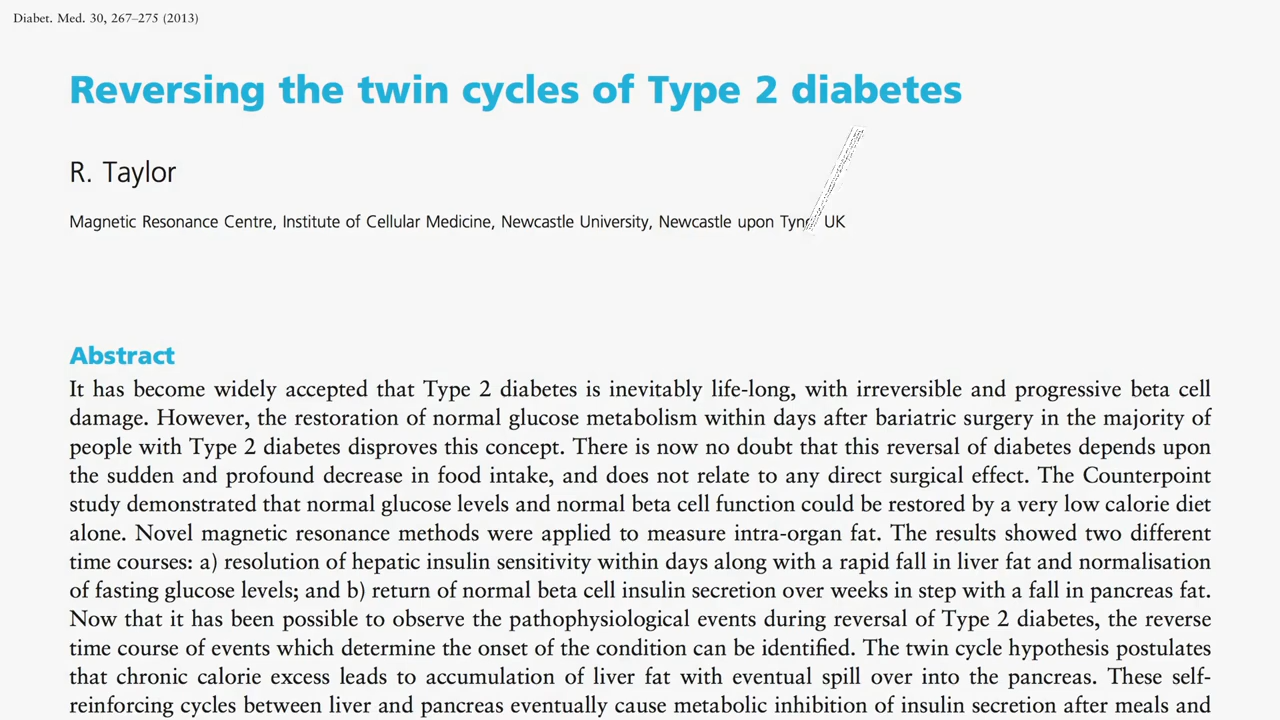 Diabet. Med. 30, 267–275 (2013)
Reversing the twin cycles of Type 2 diabetes
R. Taylor
Magnetic Resonance Centre, Institute of Cellular Medicine, Newcastle University, Newcastle upon Tyne, UK
Abstract
It has become widely accepted that Type 2 diabetes is inevitably life-long, with irreversible and progressive beta cell
damage. However, the restoration of normal glucose metabolism within days after bariatric surgery in the majority of
people with Type 2 diabetes disproves this concept. There is now no doubt that this reversal of diabetes depends upon
the sudden and profound decrease in food intake, and does not relate to any direct surgical effect. The Counterpoint
study demonstrated that normal glucose levels and normal beta cell function could be restored by a very low calorie diet
alone. Novel magnetic resonance methods were applied to measure intra-organ fat. The results showed two different
time courses: a) resolution of hepatic insulin sensitivity within days along with a rapid fall in liver fat and normalisation
of fasting glucose levels; and b) return of normal beta cell insulin secretion over weeks in step with a fall in pancreas fat.
Now that it has been possible to observe the pathophysiological events during reversal of Type 2 diabetes, the reverse
time course of events which determine the onset of the condition can be identified. The twin cycle hypothesis postulates
that chronic calorie excess leads to accumulation of liver fat with eventual spill over into the pancreas. These self-
reinforcing cycles between liver and pancreas eventually cause metabolic inhibition of insulin secretion after meals and